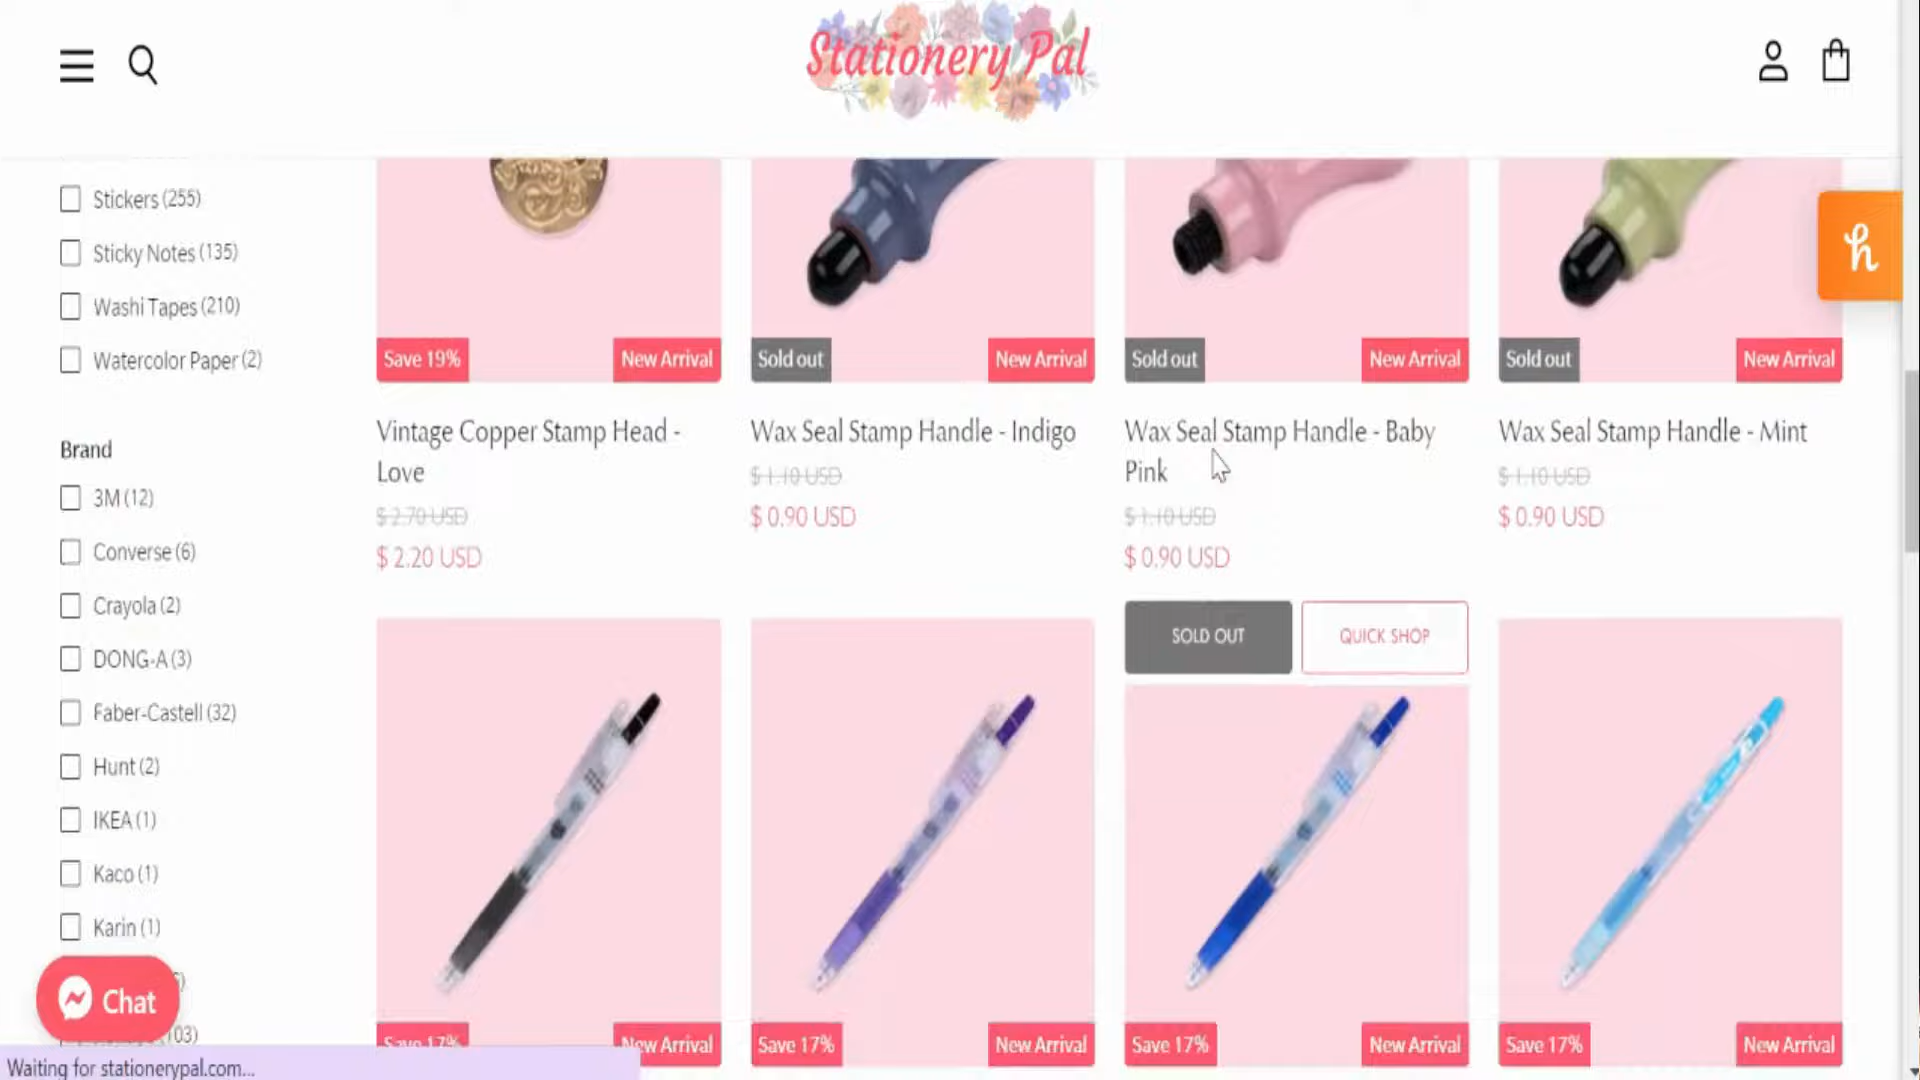 Stationery Pal
Stickers (255)
Sticky Notes (135)
Washi Tapes (210)
Watercolor Paper (2)
Brand
3M (12)
Converse (6)
Crayola (2)
DONG-A (3)
Faber-Castell (32)
Hunt (2)
IKEA (1)
Kaco (1)
Karin (1)
Chat
Waiting for stationerypal.com...
h
Save 19%
New Arrival
Sold out
New Arrival
Sold out
New Arrival
Sold out
New Arrival
Vintage Copper Stamp Head -
Love
$ 2.70 USD
$ 2.20 USD
Wax Seal Stamp Handle - Indigo
$ 1.10 USD
$ 0.90 USD
Wax Seal Stamp Handle - Baby
Pink
$ 1.10 USD
$ 0.90 USD
Wax Seal Stamp Handle - Mint
$ 1.10 USD
$ 0.90 USD
SOLD OUT
QUICK SHOP
Save 17%
New Arrival
Save 17%
New Arrival
Save 17%
New Arrival
Save 17%
New Arrival